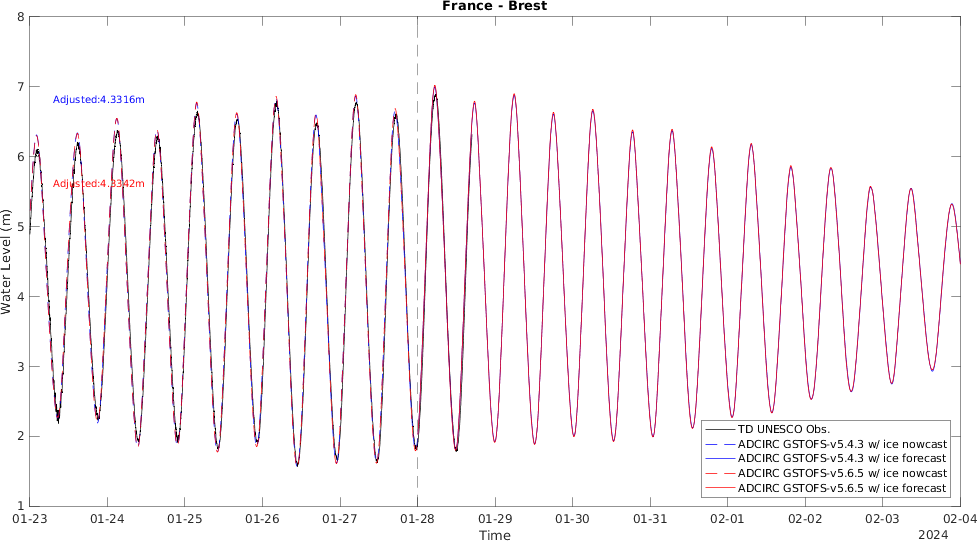 France - Brest
8
7
6
5
4
3
2
1
Water Level (m)
Adjusted:4.3316m
Adjusted:4.3342m
TD UNESCO Obs.
ADCIRC GSTOFS-v5.4.3 w/ ice nowcast
ADCIRC GSTOFS-v5.4.3 w/ ice forecast
ADCIRC GSTOFS-v5.6.5 w/ ice nowcast
ADCIRC GSTOFS-v5.6.5 w/ ice forecast
01-23 01-24 01-25 01-26 01-27 01-28 01-29 01-30 01-31 02-01 02-02 02-03 02-04
Time
2024